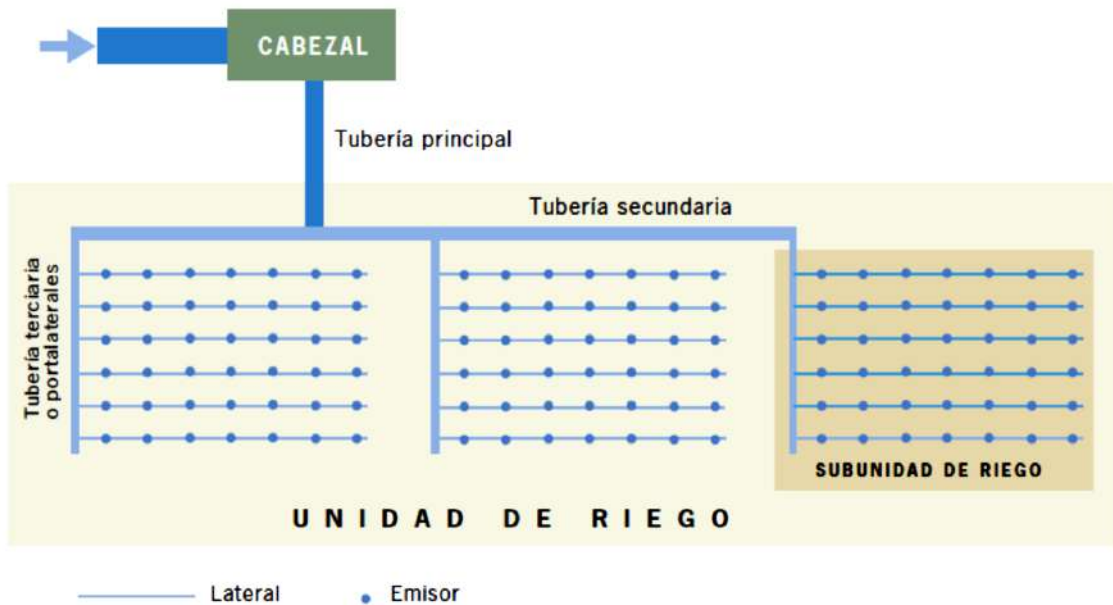 CABEZAL
Tubería principal
Tubería secundaria
Tubería terciaria
o portalaterales
SUBUNIDAD DE RIEGO
UNIDAD DE RIEGO
Lateral
Emisor